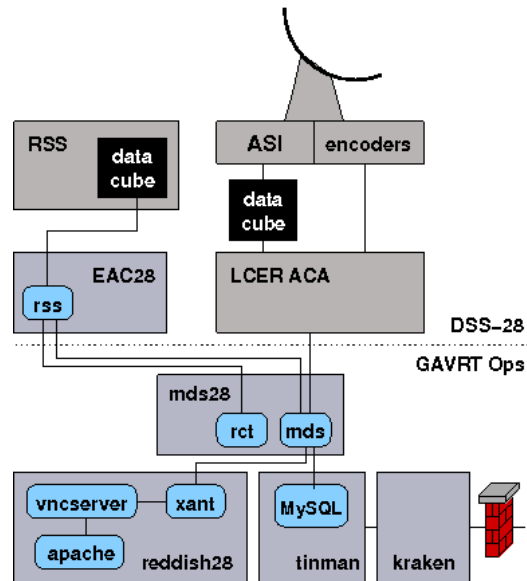 RSS
data
cube
ASI
encoders
data
cube
EAC28
rss
LCER ACA
DSS-28
GAVRT Ops
mds28
rct
mds
vncserver
xant
apache
reddish28
MySQL
tinman
kraken